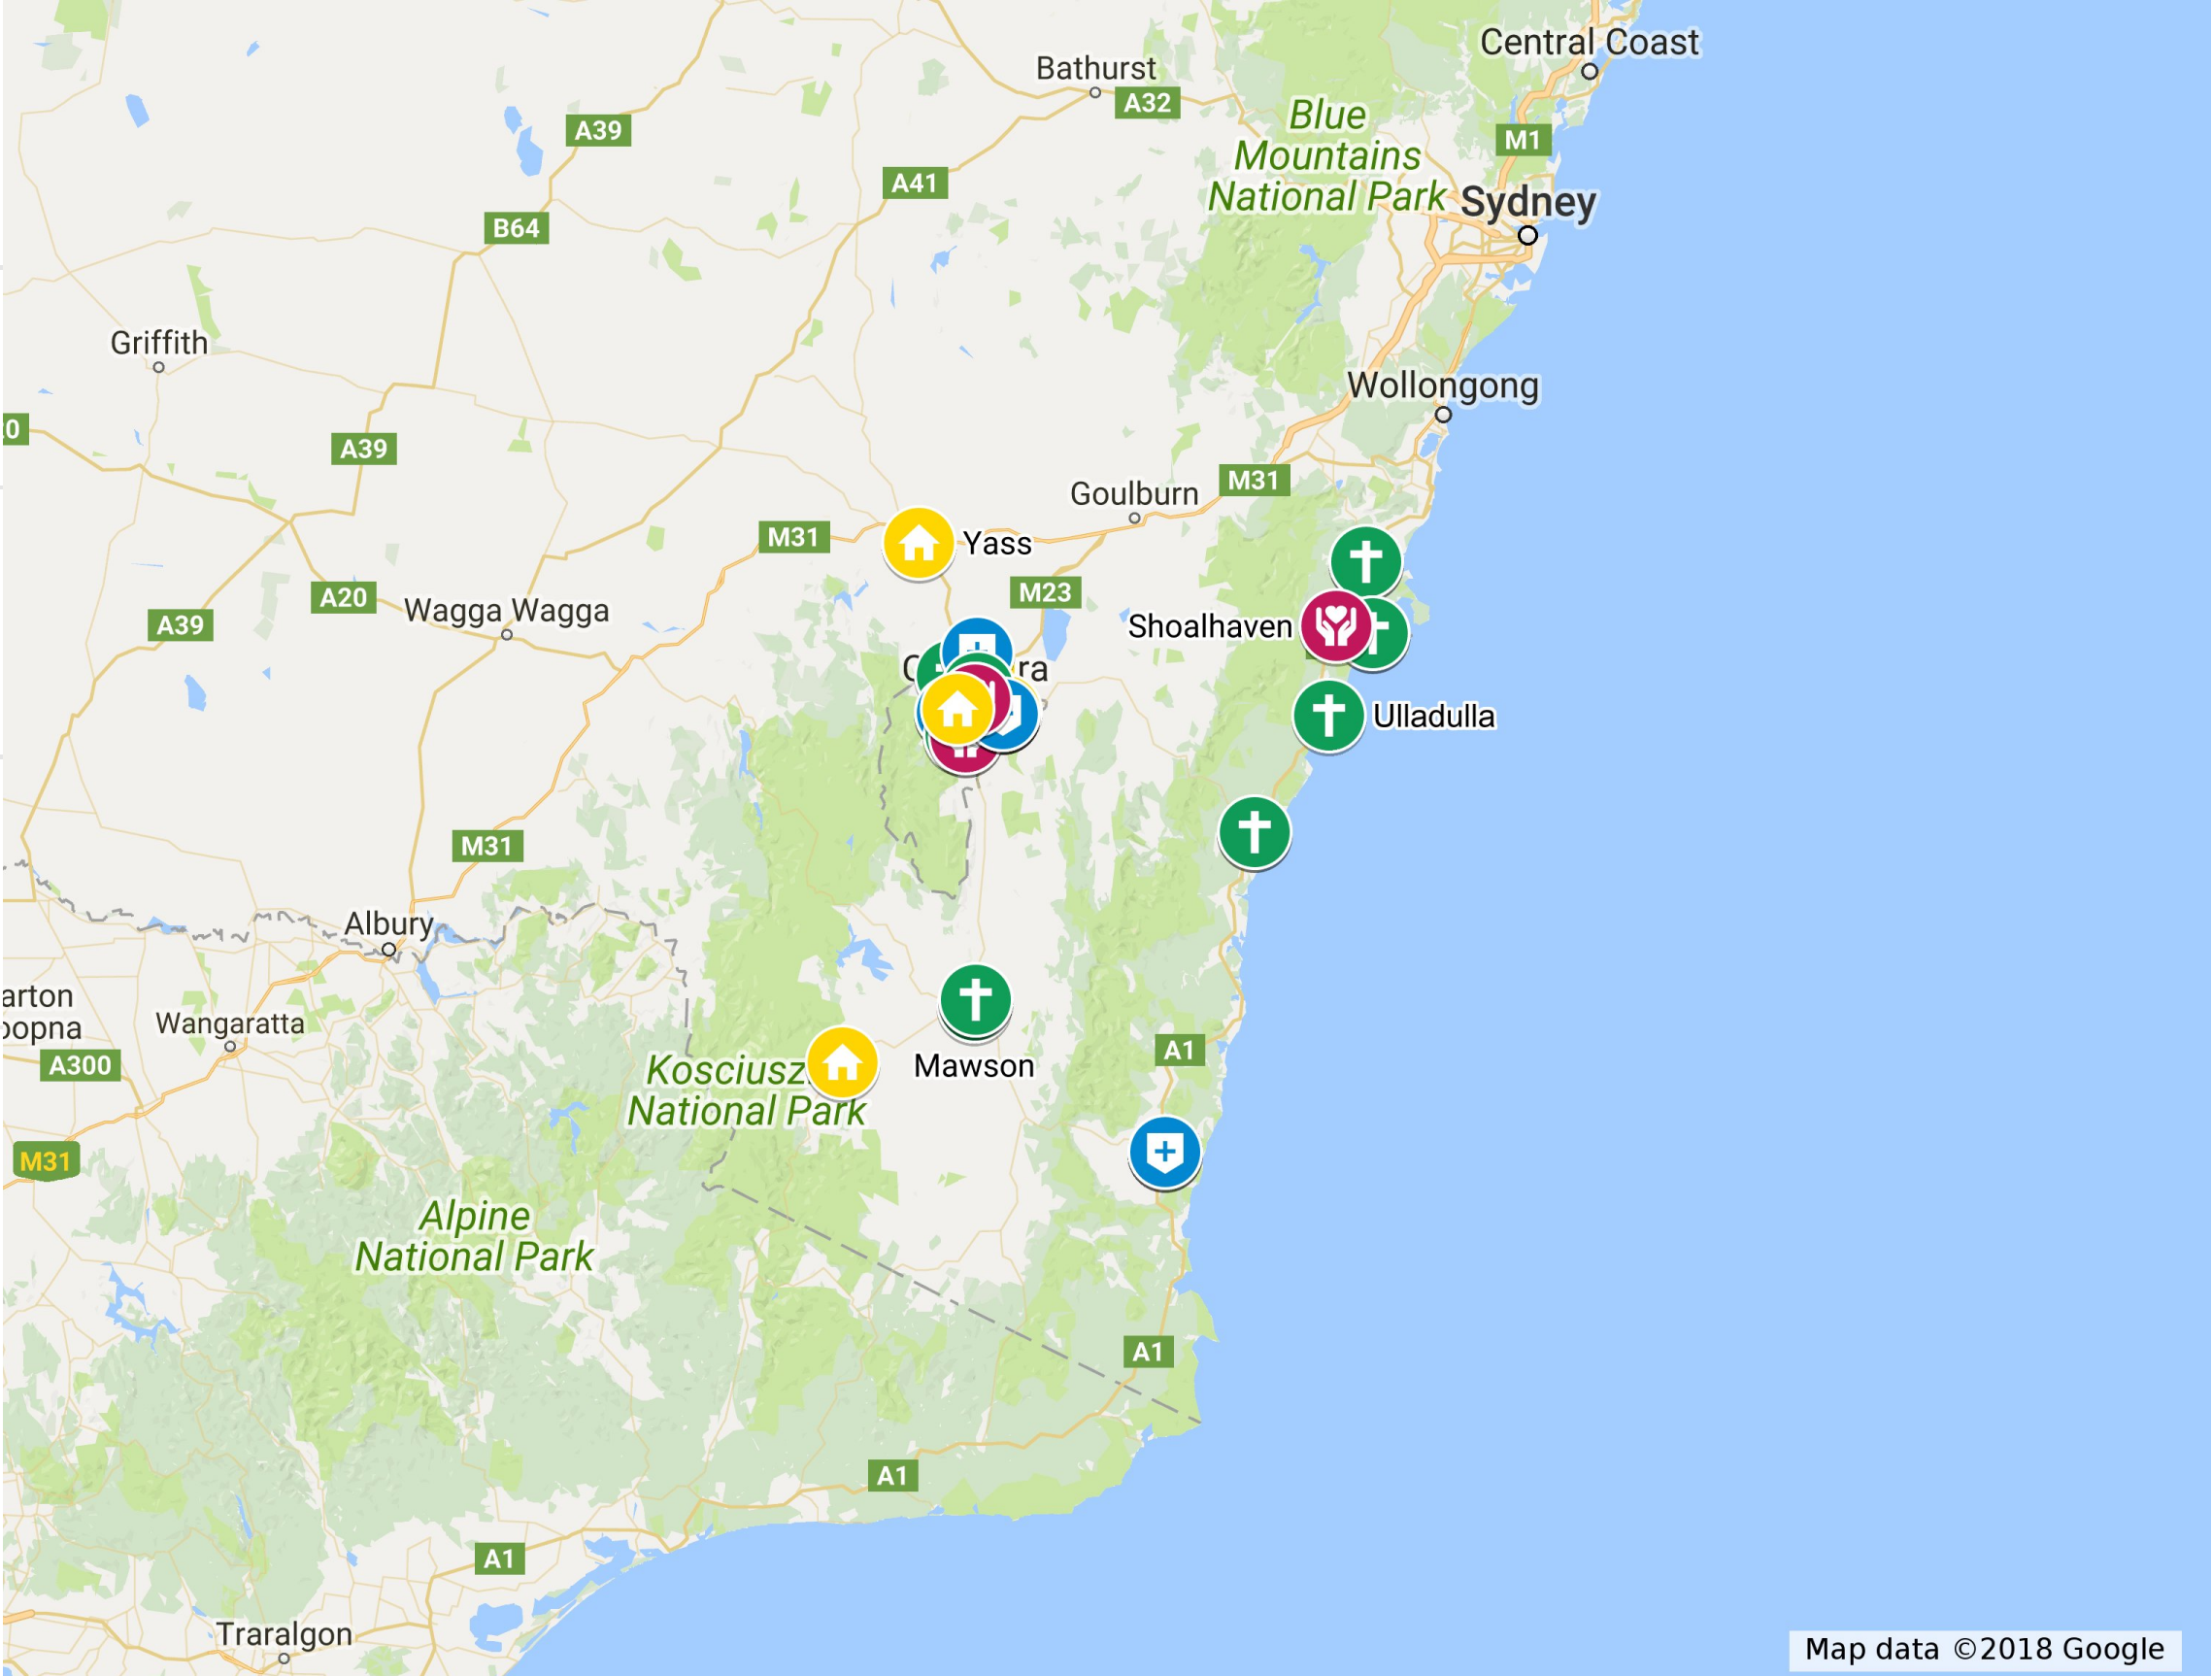 Central Coast
Bathurst
A32
Blue
Mountains
National Park
A39
M1
A41
Sydney
B64
Griffith
Wollongong
A39
M31
Goulburn
M31
Yass
A20
M23
A39
Wagga Wagga
Shoalhaven
Ulladulla
M31
Albury
Wangaratta
A300
Mawson
A1
National Park
M31
Alpine
National Park
A1
A1
A1
Traralgon
Map data ©2018 Google